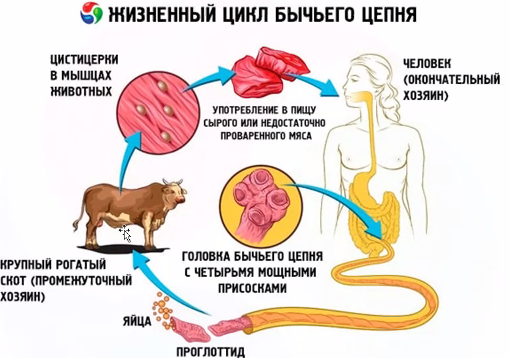 ЖИЗНЕННЫЙ ЦИКЛ БЫЧЬЕГО ЦЕПНЯ
ЦИСТИЦЕРКИ
В МЫШЦАХ
ЖИВОТНЫХ
УПОТРЕБЛЕНИЕ В ПИЩУ
СЫРОГО ИЛИ НЕДОСТАТОЧНО
ПРОВАРЕННОГО МЯСА
ЧЕЛОВЕК
(ОКОНЧАТЕЛЬНЫЙ
ХОЗЯИН)
КРУПНЫЙ РОГАТЫЙ
СКОТ (ПРОМЕЖУТОЧНЫЙ
ХОЗЯИН)
ГОЛОВКА БЫЧЬЕГО ЦЕПНЯ
С ЧЕТЫРЬМЯ МОЩНЫМИ
ПРИСОСКАМИ
ЯЙЦА
ПРОГЛОТТИД